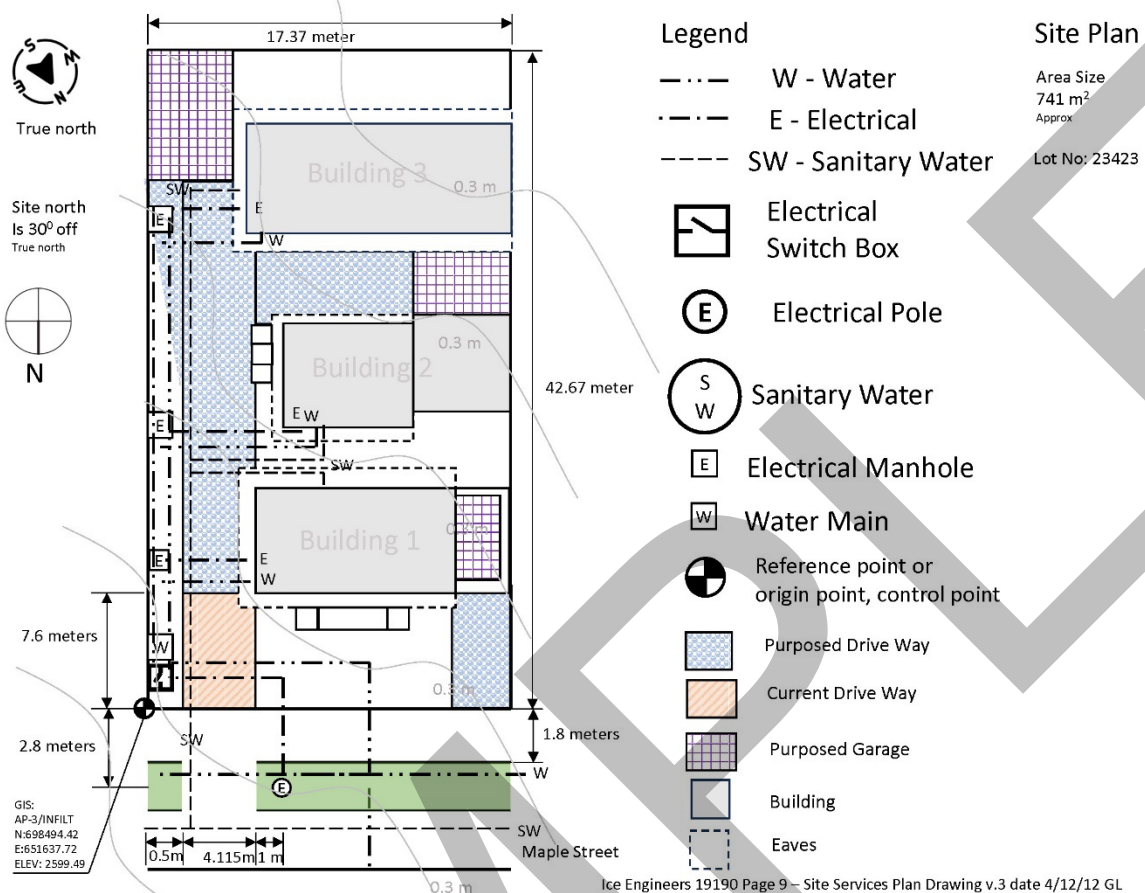 17.37 meter
S
W
E
N
True north
Site north
Is 30⁰ off
True north
N
7.6 meters
2.8 meters
GIS:
AP-3/INFILT
N:698494.42
E:651637.72
ELEV: 2599.49
0.5m
4.115m
1 m
Building 3
0.3 m
SW
E
E
W
0.3 m
Building 2
E W
E
42.67 meter
SW
Building 1
E
E
W
W
0.3 m
SW
1.8 meters
W
E
SW
Maple Street
0.3 m
Legend
W - Water
E - Electrical
SW - Sanitary Water
Electrical
Switch Box
E
Electrical Pole
S
W
Sanitary Water
E
Electrical Manhole
W
Water Main
Reference point or
origin point, control point
Purposed Drive Way
Current Drive Way
Purposed Garage
Building
Eaves
Site Plan
Area Size
741 m²
Approx
Lot No: 23423
Ice Engineers 19190 Page 9 – Site Services Plan Drawing v.3 date 4/12/12 GL